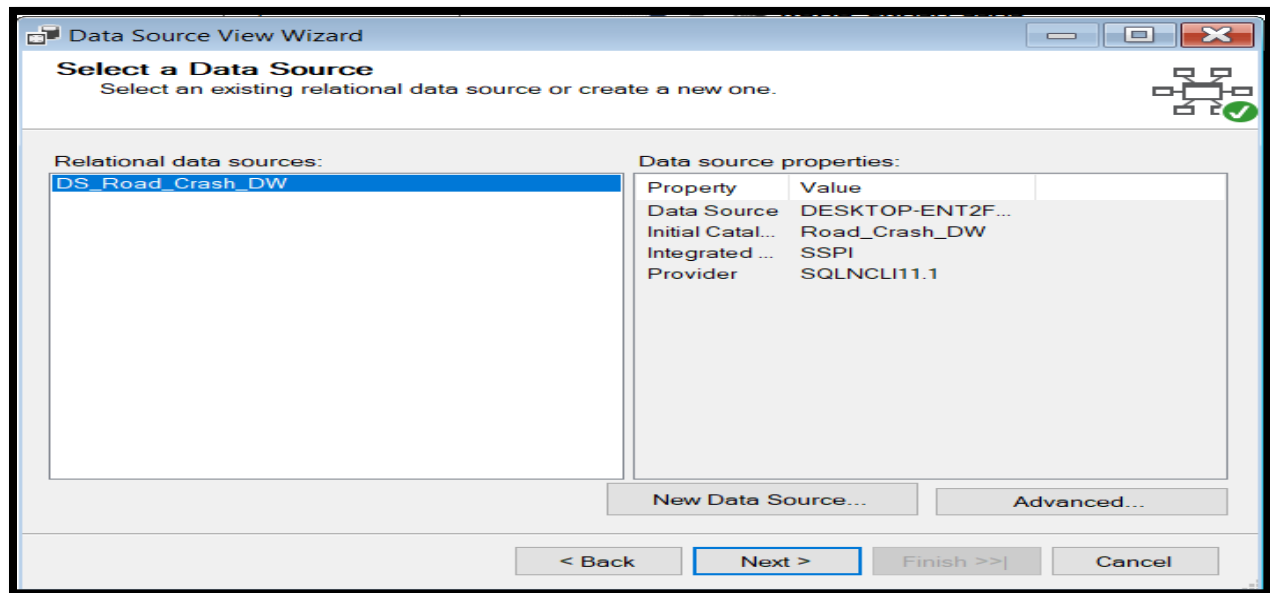 Data Source View Wizard
Select a Data Source
Select an existing relational data source or create a new one.
Relational data sources:
DS_Road_Crash_DW
Data source properties:
Property Value
Data Source DESKTOP-ENT2F...
Initial Catal... Road_Crash_DW
Integrated ... SSPI
Provider SQLNCLI11.1
New Data Source...
Advanced...
< Back
Next >
Finish >>|
Cancel